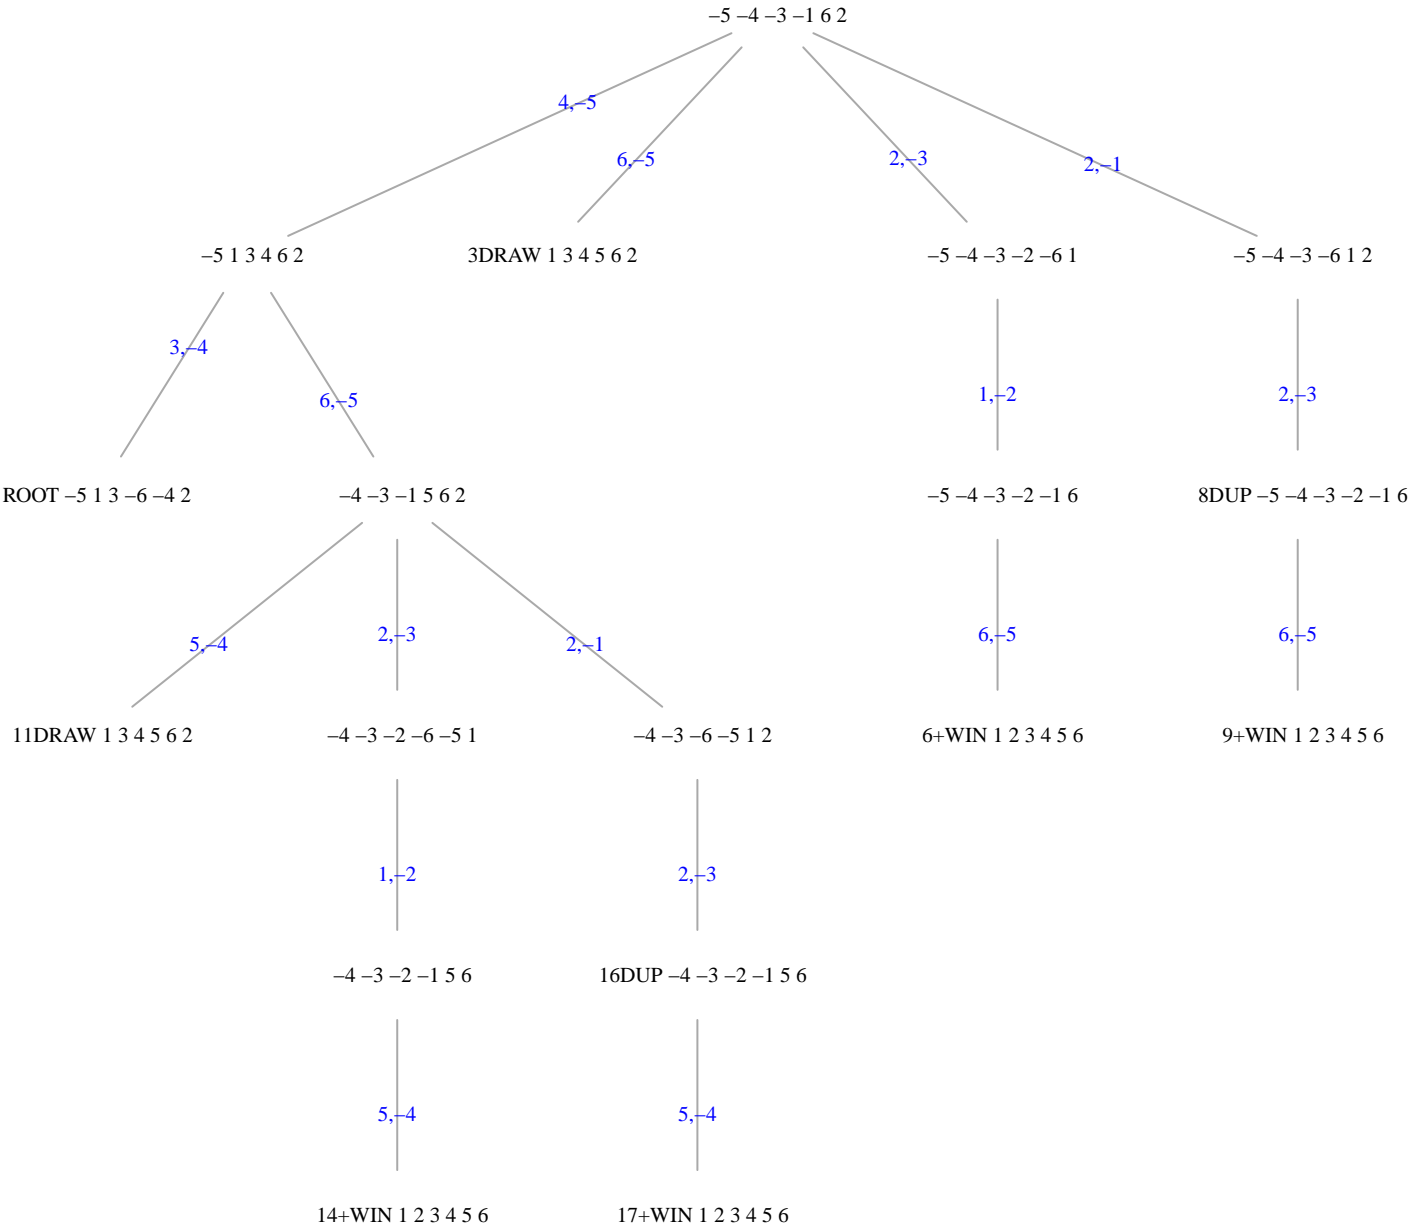 –5 –4 –3 –1 6 2
4,–5
6,–5
2,–3
2,–1
–5 1 3 4 6 2
3DRAW 1 3 4 5 6 2
–5 –4 –3 –2 –6 1
–5 –4 –3 –6 1 2
3,–4
6,–5
1,–2
2,–3
ROOT –5 1 3 –6 –4 2
–4 –3 –1 5 6 2
–5 –4 –3 –2 –1 6
8DUP –5 –4 –3 –2 –1 6
5,–4
2,–3
2,–1
6,–5
6,–5
11DRAW 1 3 4 5 6 2
–4 –3 –2 –6 –5 1
–4 –3 –6 –5 1 2
6+WIN 1 2 3 4 5 6
9+WIN 1 2 3 4 5 6
1,–2
2,–3
–4 –3 –2 –1 5 6
16DUP –4 –3 –2 –1 5 6
5,–4
5,–4
14+WIN 1 2 3 4 5 6
17+WIN 1 2 3 4 5 6